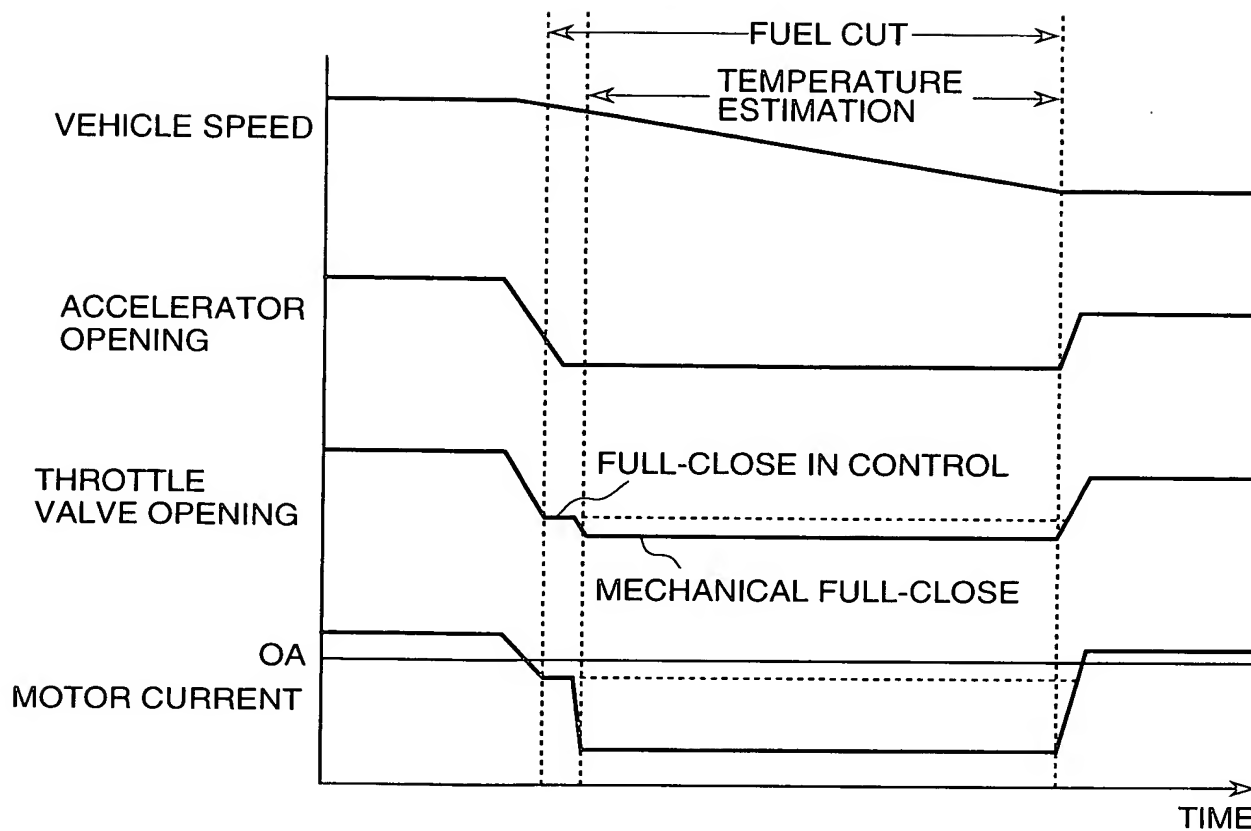 FUEL CUT
TEMPERATURE
ESTIMATION
VEHICLE SPEED
ACCELERATOR
OPENING
THROTTLE
VALVE OPENING
FULL-CLOSE IN CONTROL
MECHANICAL FULL-CLOSE
OA
MOTOR CURRENT
TIME